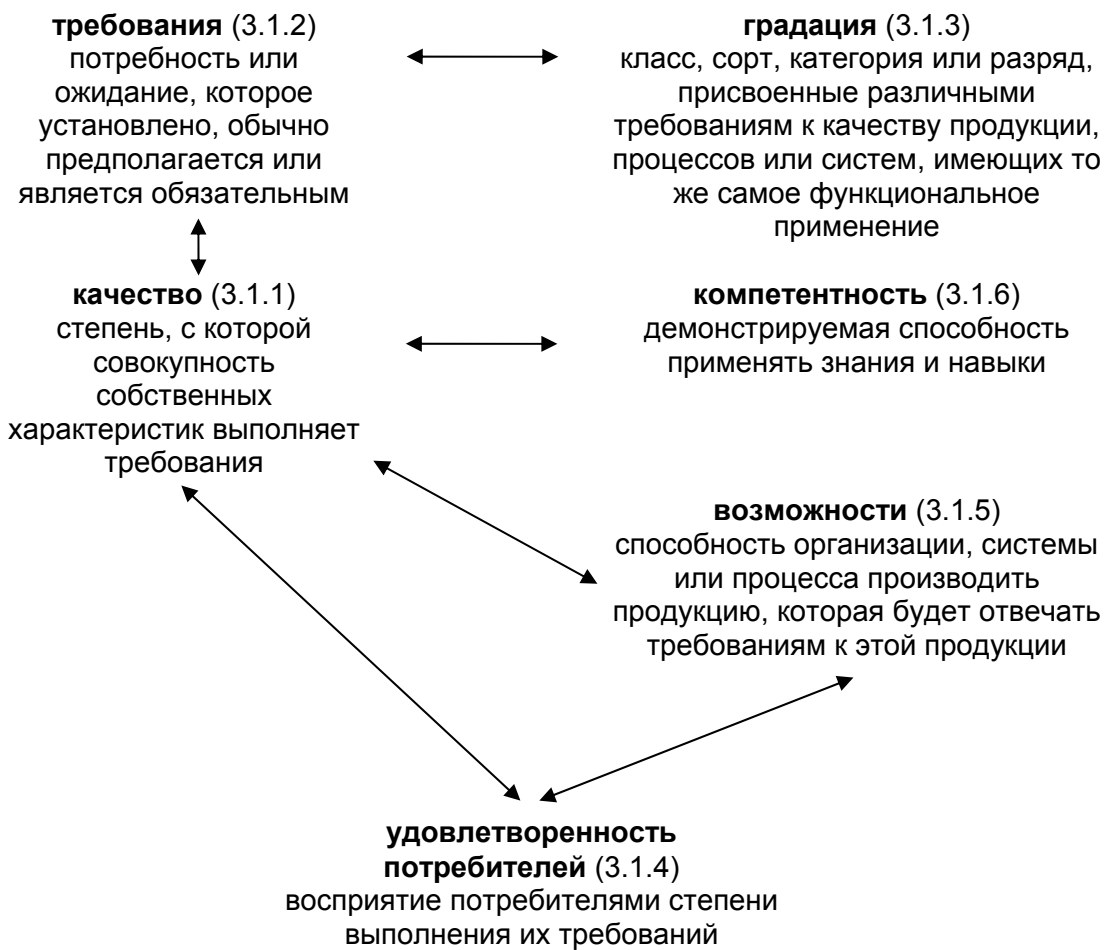 требования (3.1.2)
потребность или
ожидание, которое
установлено, обычно
предполагается или
является обязательным
градация (3.1.3)
класс, сорт, категория или разряд,
присвоенные различными
требованиям к качеству продукции,
процессов или систем, имеющих то
же самое функциональное
применение
качество (3.1.1)
степень, с которой
совокупность
собственных
характеристик выполняет
требования
компетентность (3.1.6)
демонстрируемая способность
применять знания и навыки
возможности (3.1.5)
способность организации, системы
или процесса производить
продукцию, которая будет отвечать
требованиям к этой продукции
удовлетворенность
потребителей (3.1.4)
восприятие потребителями степени
выполнения их требований